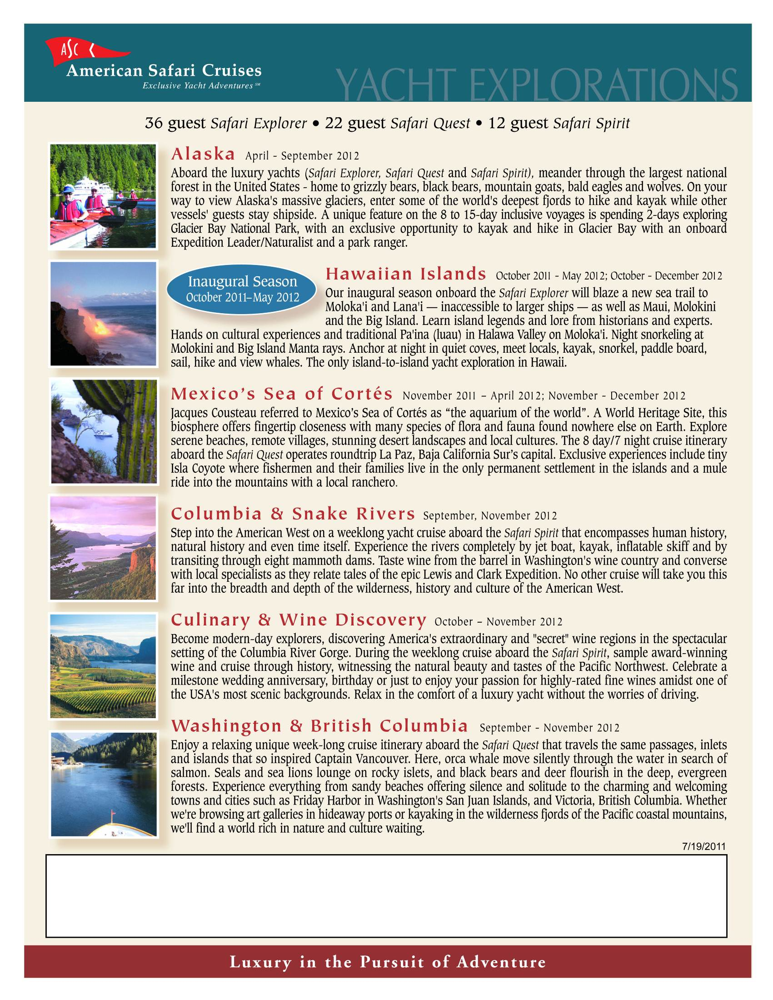 ASC
American Safari Cruises
Exclusive Yacht Adventures℠
YACHT EXPLORATIONS
36 guest Safari Explorer • 22 guest Safari Quest • 12 guest Safari Spirit
Alaska April - September 2012
Aboard the luxury yachts (Safari Explorer, Safari Quest and Safari Spirit), meander through the largest national
forest in the United States - home to grizzly bears, black bears, mountain goats, bald eagles and wolves. On your
way to view Alaska's massive glaciers, enter some of the world's deepest fjords to hike and kayak while other
vessels' guests stay shipside. A unique feature on the 8 to 15-day inclusive voyages is spending 2-days exploring
Glacier Bay National Park, with an exclusive opportunity to kayak and hike in Glacier Bay with an onboard
Expedition Leader/Naturalist and a park ranger.
Inaugural Season
October 2011–May 2012
Hawaiian Islands October 2011 - May 2012; October - December 2012
Our inaugural season onboard the Safari Explorer will blaze a new sea trail to
Moloka'i and Lana'i — inaccessible to larger ships — as well as Maui, Molokini
and the Big Island. Learn island legends and lore from historians and experts.
Hands on cultural experiences and traditional Pa'ina (luau) in Halawa Valley on Moloka'i. Night snorkeling at
Molokini and Big Island Manta rays. Anchor at night in quiet coves, meet locals, kayak, snorkel, paddle board,
sail, hike and view whales. The only island-to-island yacht exploration in Hawaii.
Mexico’s Sea of Cortés November 2011 – April 2012; November - December 2012
Jacques Cousteau referred to Mexico’s Sea of Cortés as “the aquarium of the world”. A World Heritage Site, this
biosphere offers fingertip closeness with many species of flora and fauna found nowhere else on Earth. Explore
serene beaches, remote villages, stunning desert landscapes and local cultures. The 8 day/7 night cruise itinerary
aboard the Safari Quest operates roundtrip La Paz, Baja California Sur’s capital. Exclusive experiences include tiny
Isla Coyote where fishermen and their families live in the only permanent settlement in the islands and a mule
ride into the mountains with a local ranchero.
Columbia & Snake Rivers September, November 2012
Step into the American West on a weeklong yacht cruise aboard the Safari Spirit that encompasses human history,
natural history and even time itself. Experience the rivers completely by jet boat, kayak, inflatable skiff and by
transiting through eight mammoth dams. Taste wine from the barrel in Washington's wine country and converse
with local specialists as they relate tales of the epic Lewis and Clark Expedition. No other cruise will take you this
far into the breadth and depth of the wilderness, history and culture of the American West.
Culinary & Wine Discovery October – November 2012
Become modern-day explorers, discovering America's extraordinary and "secret" wine regions in the spectacular
setting of the Columbia River Gorge. During the weeklong cruise aboard the Safari Spirit, sample award-winning
wine and cruise through history, witnessing the natural beauty and tastes of the Pacific Northwest. Celebrate a
milestone wedding anniversary, birthday or just to enjoy your passion for highly-rated fine wines amidst one of
the USA's most scenic backgrounds. Relax in the comfort of a luxury yacht without the worries of driving.
Washington & British Columbia September - November 2012
Enjoy a relaxing unique week-long cruise itinerary aboard the Safari Quest that travels the same passages, inlets
and islands that so inspired Captain Vancouver. Here, orca whale move silently through the water in search of
salmon. Seals and sea lions lounge on rocky islets, and black bears and deer flourish in the deep, evergreen
forests. Experience everything from sandy beaches offering silence and solitude to the charming and welcoming
towns and cities such as Friday Harbor in Washington's San Juan Islands, and Victoria, British Columbia. Whether
we're browsing art galleries in hideaway ports or kayaking in the wilderness fjords of the Pacific coastal mountains,
we'll find a world rich in nature and culture waiting.
7/19/2011
Luxury in the Pursuit of Adventure